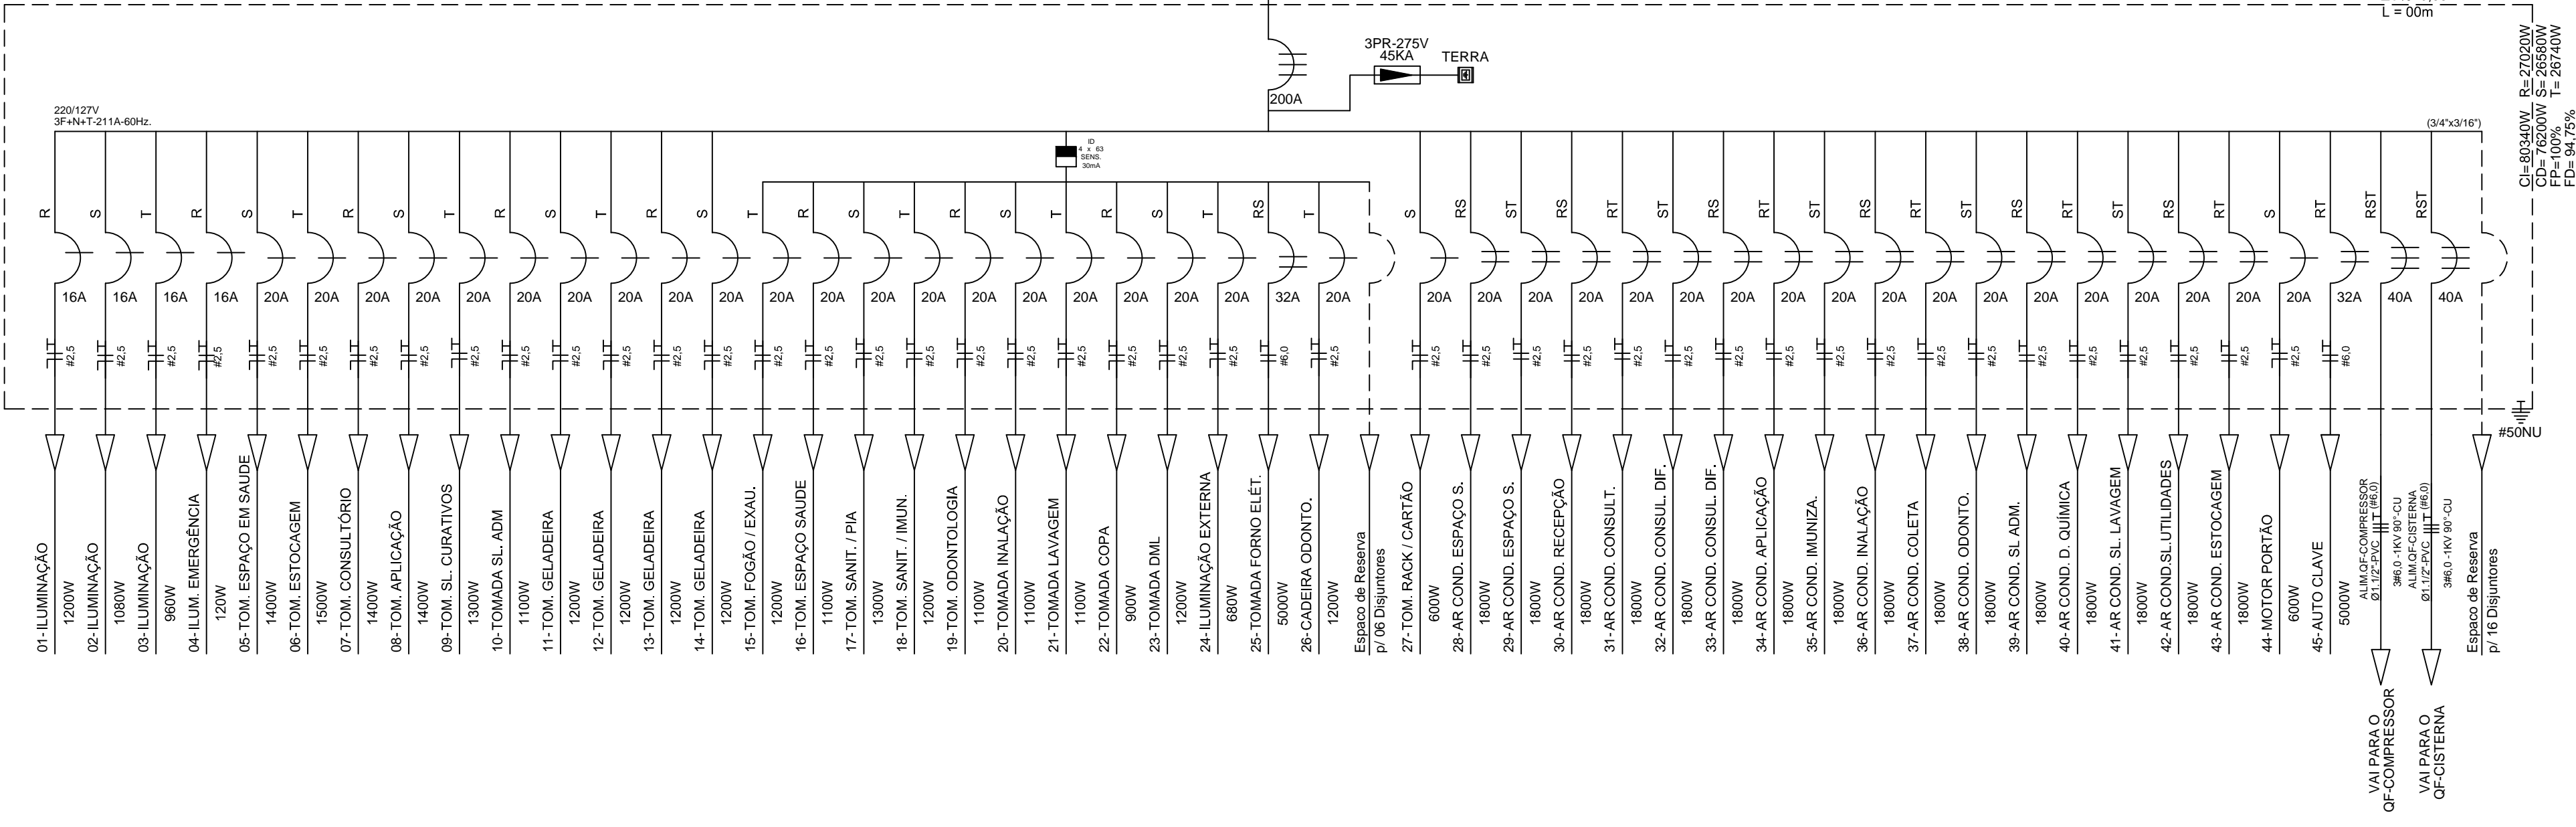 L = 00m
3PR-275V
45KA
TERRA
200A
220/127V
3F+N+T-211A-60Hz.
(3/4"x3/16")
ID
4 x 63
SENS.
30mA
CI=80340W R=27020W
CD= 76200W S=26580W
FP=100% T=26740W
FD= 94,75%
R S T R S T R S T R S T R S T R S T R S T R S T RS T S RS ST RS RT ST RS RT ST RS RT ST RS RT ST RS RT S RT RST RST
16A 16A 16A 16A 20A 20A 20A 20A 20A 20A 20A 20A 20A 20A 20A 20A 20A 20A 20A 20A 20A 20A 20A 20A 32A 20A 20A 20A 20A 20A 20A 20A 20A 20A 20A 20A 20A 20A 20A 20A 20A 20A 20A 20A 32A 40A 40A
T T T T T T T T T T T T T T T T T T T T T T T T T T T T T T T T T T T T T T T T T T T T T
#2,5 #2,5 #2,5 #2,5 #2,5 #2,5 #2,5 #2,5 #2,5 #2,5 #2,5 #2,5 #2,5 #2,5 #2,5 #2,5 #2,5 #2,5 #2,5 #2,5 #2,5 #2,5 #2,5 #2,5 #6,0 #2,5 #2,5 #2,5 #2,5 #2,5 #2,5 #2,5 #2,5 #2,5 #2,5 #2,5 #2,5 #2,5 #2,5 #2,5 #2,5 #2,5 #2,5 #2,5 #6,0
T
#50NU
01- ILUMINAÇÃO
1200W
02- ILUMINAÇÃO
1080W
03- ILUMINAÇÃO
960W
04- ILUM. EMERGÊNCIA
120W
05- TOM. ESPAÇO EM SAUDE
1400W
06- TOM. ESTOCAGEM
1500W
07- TOM. CONSULTÓRIO
1400W
08- TOM. APLICAÇÃO
1400W
09- TOM. SL. CURATIVOS
1300W
10- TOMADA SL. ADM
1100W
11- TOM. GELADEIRA
1200W
12- TOM. GELADEIRA
1200W
13- TOM. GELADEIRA
1200W
14- TOM. GELADEIRA
1200W
15- TOM. FOGÃO / EXAU.
1200W
16- TOM. ESPAÇO SAUDE
1100W
17- TOM. SANIT. / PIA
1300W
18- TOM. SANIT. / IMUN.
1200W
19- TOM. ODONTOLOGIA
1100W
20- TOMADA INALAÇÃO
1100W
21- TOMADA LAVAGEM
1100W
22- TOMADA COPA
900W
23- TOMADA DML
1200W
24- ILUMINAÇÃO EXTERNA
680W
25- TOMADA FORNO ELÉT.
5000W
26- CADEIRA ODONTO.
1200W
Espaco de Reserva
p/ 06 Disjuntores
27- TOM. RACK / CARTÃO
600W
28- AR COND. ESPAÇO S.
1800W
29- AR COND. ESPAÇO S.
1800W
30- AR COND. RECEPÇÃO
1800W
31- AR COND. CONSULT.
1800W
32- AR COND. CONSUL. DIF.
1800W
33- AR COND. CONSUL. DIF.
1800W
34- AR COND. APLICAÇÃO
1800W
35- AR COND. IMUNIZA.
1800W
36- AR COND. INALAÇÃO
1800W
37- AR COND. COLETA
1800W
38- AR COND. ODONTO.
1800W
39- AR COND. SL ADM.
1800W
40- AR COND. D. QUÍMICA
1800W
41- AR COND. SL. LAVAGEM
1800W
42- AR COND.SL.UTILIDADES
1800W
43- AR COND. ESTOCAGEM
1800W
44- MOTOR PORTÃO
600W
45- AUTO CLAVE
5000W
ALIM.QF-COMPRESSOR
Ø1.1/2"-PVC T (#6,0)
3#6,0 -1KV 90°-CU
ALIM.QF-CISTERNA
Ø1.1/2"-PVC T (#6,0)
3#6,0 -1KV 90°-CU
Espaco de Reserva
p/ 16 Disjuntores
VAI PARA O
QF-COMPRESSOR
VAI PARA O
QF-CISTERNA